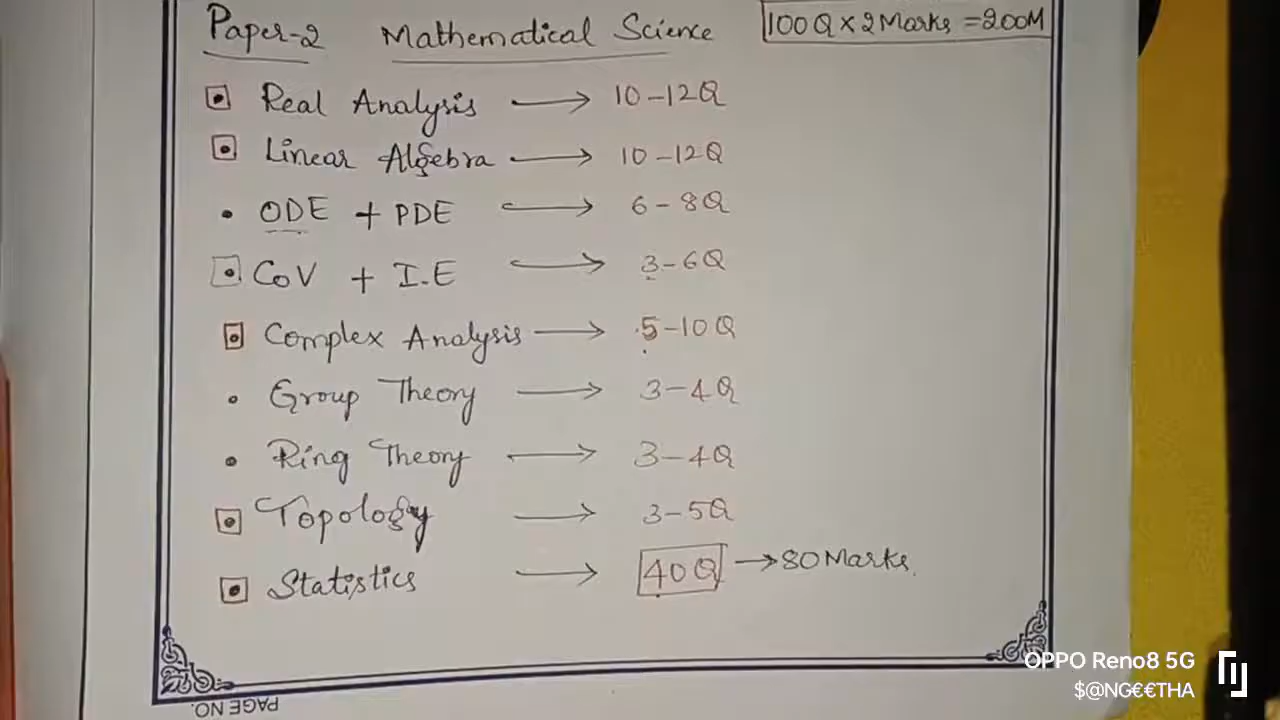 Paper-2 Mathematical Science 100Q×2Marks=200M
Real Analysis → 10-12Q
Linear Algebra → 10-12Q
ODE + PDE → 6-8Q
CoV + I.E → 3-6Q
Complex Analysis → 5-10Q
Group Theory → 3-4Q
Ring Theory → 3-4Q
Topology → 3-5Q
Statistics → 40Q → 80Marks.
PAGE NO.
OPPO Reno8 5G
$@NG€€THA